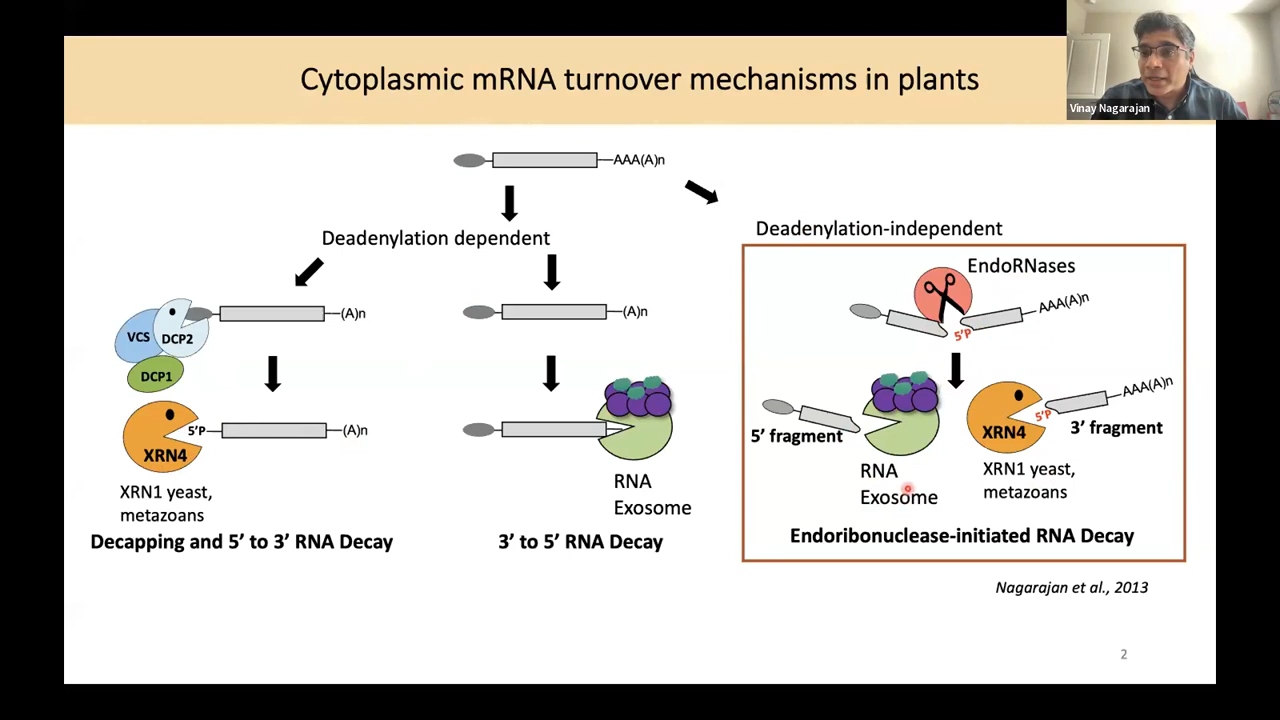 Cytoplasmic mRNA turnover mechanisms in plants
Vinay Nagarajan
AAA(A)n
Deadenylation dependent
Deadenylation-independent
VCS
DCP2
DCP1
(A)n
(A)n
EndoRNases
AAA(A)n
5'P
XRN4
5'P
(A)n
XRN1 yeast,
metazoans
Decapping and 5' to 3' RNA Decay
RNA
Exosome
3' to 5' RNA Decay
5' fragment
RNA
Exosome
XRN4
5'P
AAA(A)n
3' fragment
XRN1 yeast,
metazoans
Endoribonuclease-initiated RNA Decay
Nagarajan et al., 2013
2